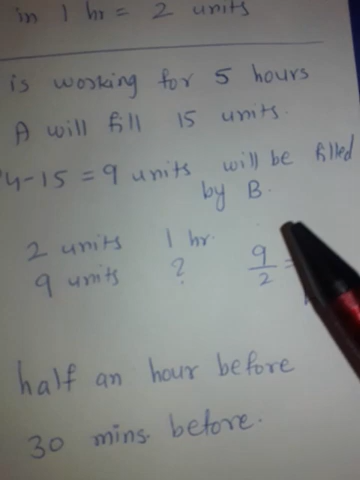 in 1 hr = 2 units
is working for 5 hours
A will fill 15 units.
4-15 = 9 units will be filled
by B.
2 units 1 hr.
9 units ? 9/2 =
half an hour before
30 mins. before.